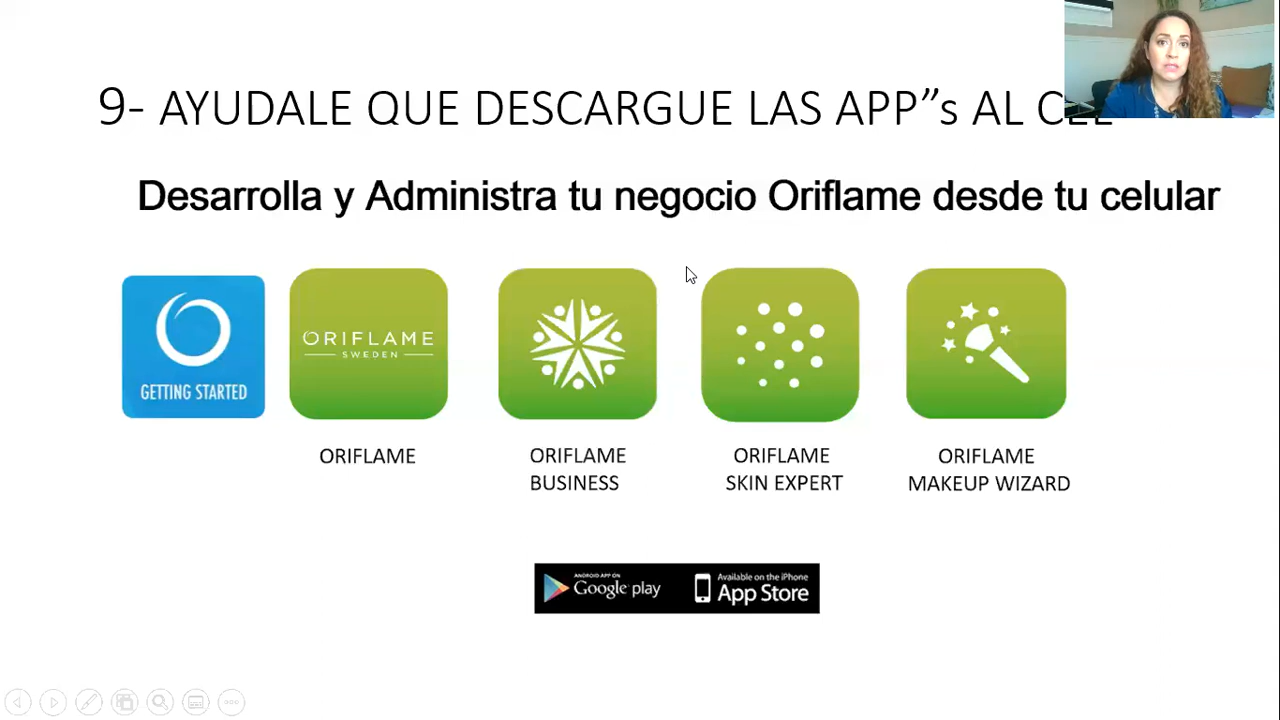 9- AYUDALE QUE DESCARGUE LAS APP”s AL CEL
Desarrolla y Administra tu negocio Oriflame desde tu celular
GETTING STARTED
ORIFLAME
SWEDEN
ORIFLAME
ORIFLAME
BUSINESS
ORIFLAME
SKIN EXPERT
ORIFLAME
MAKEUP WIZARD
ANDROID APP ON
Google play
Available on the iPhone
App Store